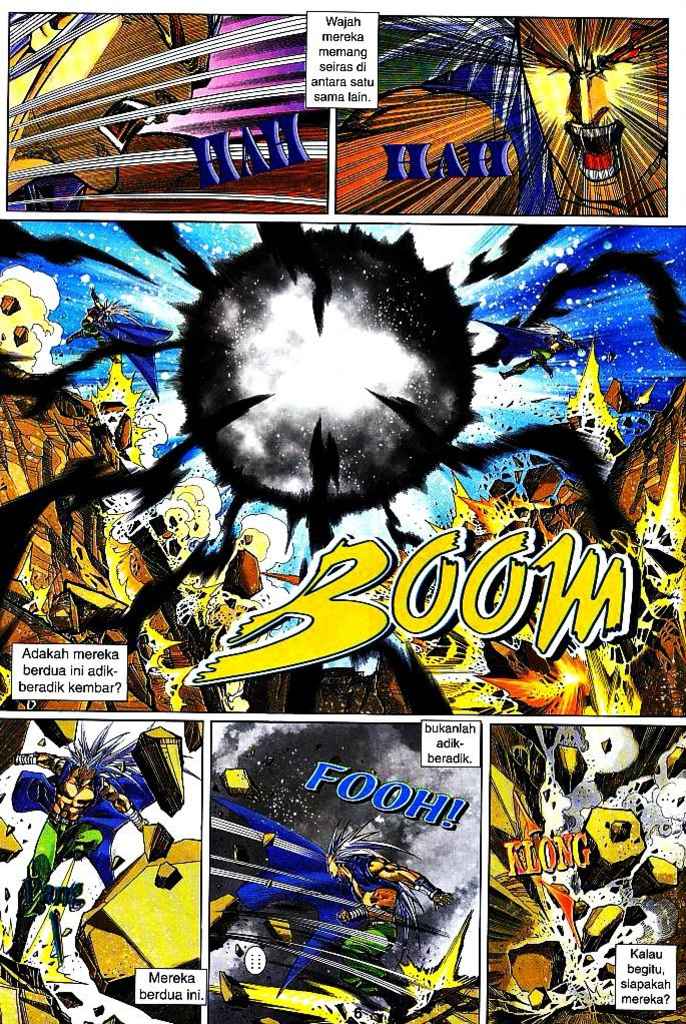 Wajah
mereka
memang
seiras di
antara satu
sama lain.
HAH
HAH
BOOM
Adakah mereka
berdua ini adik-
beradik kembar?
bukanlah
adik-
beradik.
FOOH!
KLONG
Mereka
berdua ini.
Kalau
begitu,
siapakah
mereka?
6